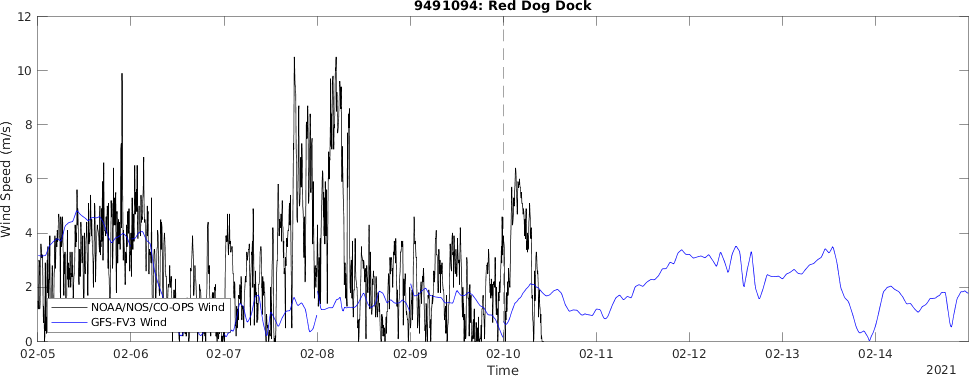 9491094: Red Dog Dock
12
10
8
6
4
2
0
Wind Speed (m/s)
NOAA/NOS/CO-OPS Wind
GFS-FV3 Wind
02-05 02-06 02-07 02-08 02-09 02-10 02-11 02-12 02-13 02-14
Time
2021